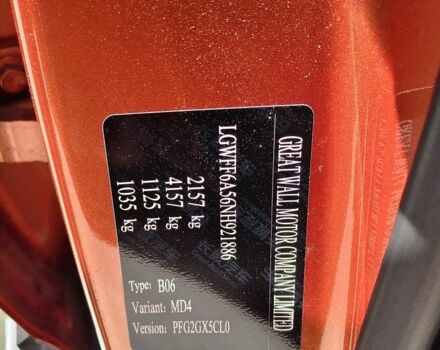 GREAT WALL MOTOR COMPANY LIMITED
LGWFF6A56NH921886
2157 kg
4157 kg
1125 kg
1035 kg
Type: B06
Variant: MD4
Version: PFG2GX5CL0